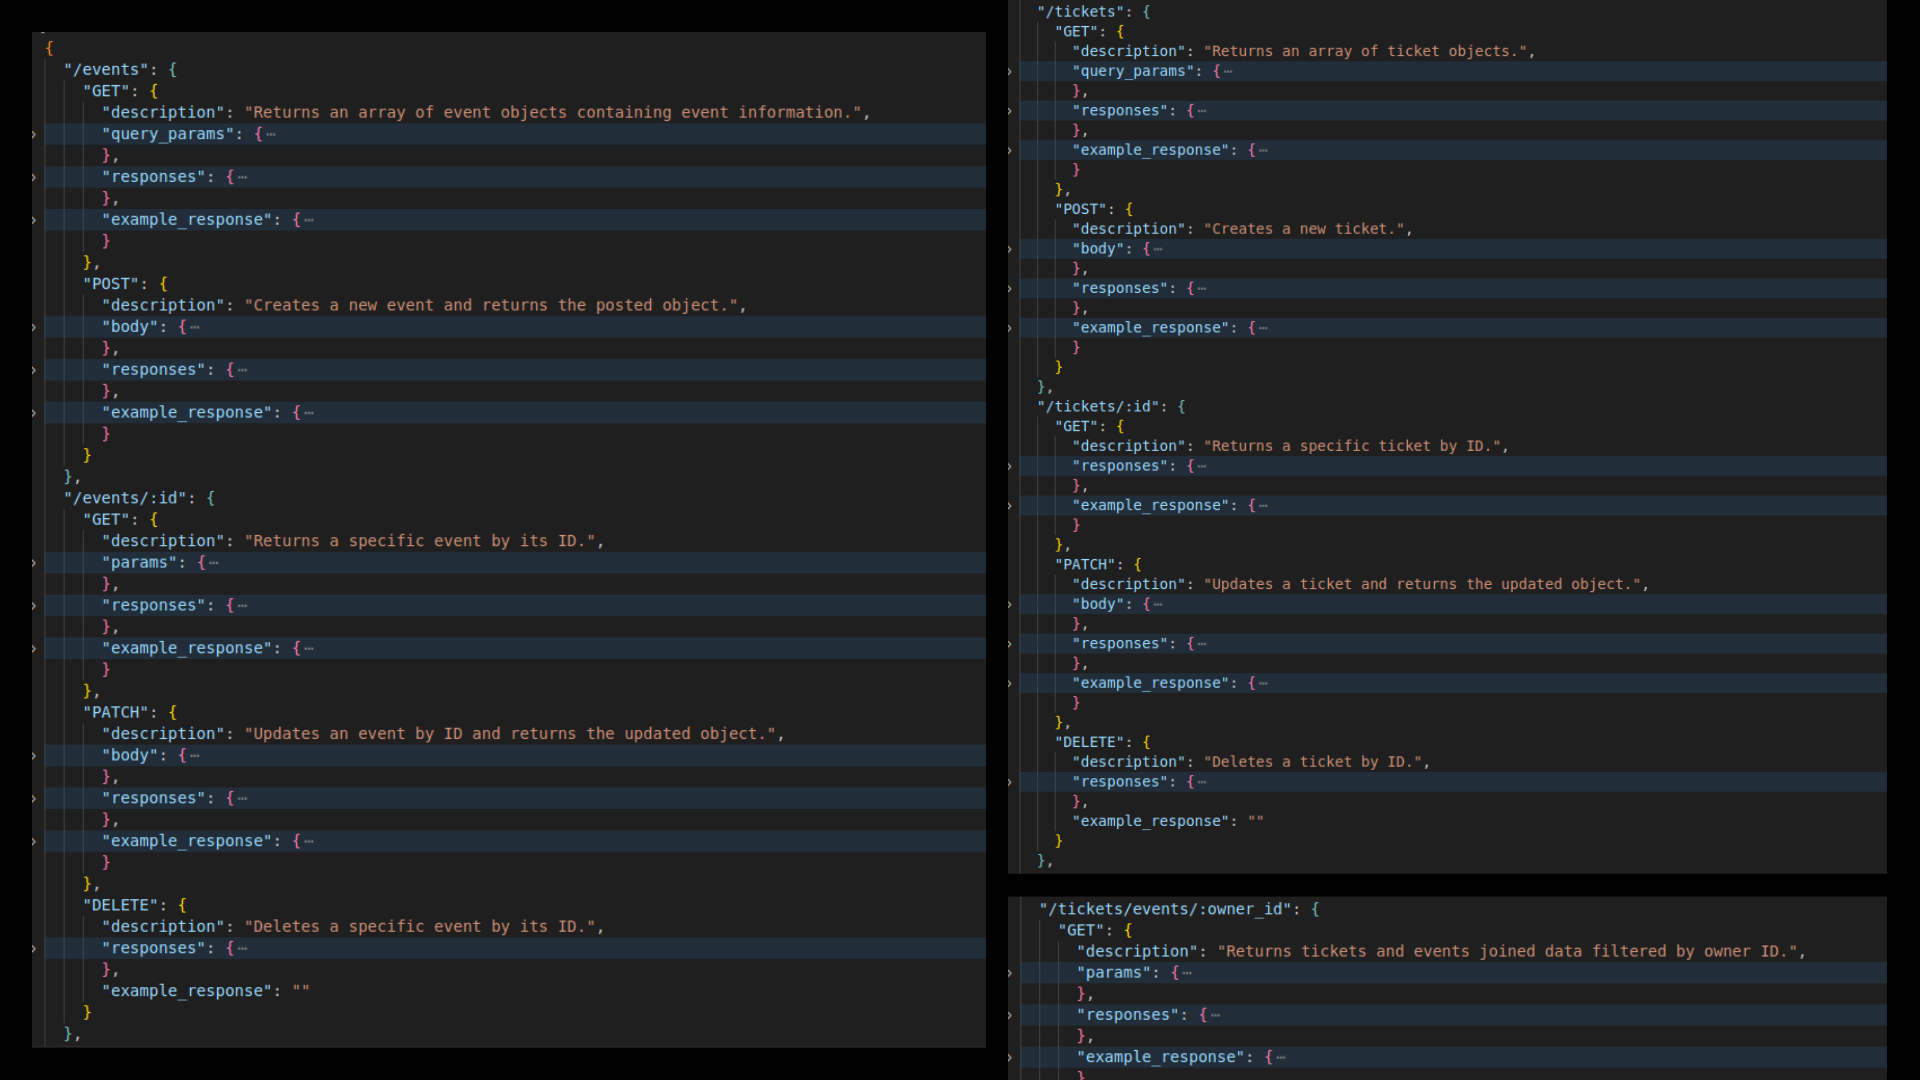 {
"/events": {
"GET": {
"description": "Returns an array of event objects containing event information.",
"query_params": {⋯
},
"responses": {⋯
},
"example_response": {⋯
}
},
"POST": {
"description": "Creates a new event and returns the posted object.",
"body": {⋯
},
"responses": {⋯
},
"example_response": {⋯
}
}
},
"/events/:id": {
"GET": {
"description": "Returns a specific event by its ID.",
"params": {⋯
},
"responses": {⋯
},
"example_response": {⋯
}
},
"PATCH": {
"description": "Updates an event by ID and returns the updated object.",
"body": {⋯
},
"responses": {⋯
},
"example_response": {⋯
}
},
"DELETE": {
"description": "Deletes a specific event by its ID.",
"responses": {⋯
},
"example_response": ""
}
},
"/tickets": {
"GET": {
"description": "Returns an array of ticket objects.",
"query_params": {⋯
},
"responses": {⋯
},
"example_response": {⋯
}
},
"POST": {
"description": "Creates a new ticket.",
"body": {⋯
},
"responses": {⋯
},
"example_response": {⋯
}
}
},
"/tickets/:id": {
"GET": {
"description": "Returns a specific ticket by ID.",
"responses": {⋯
},
"example_response": {⋯
}
},
"PATCH": {
"description": "Updates a ticket and returns the updated object.",
"body": {⋯
},
"responses": {⋯
},
"example_response": {⋯
}
},
"DELETE": {
"description": "Deletes a ticket by ID.",
"responses": {⋯
},
"example_response": ""
}
},
"/tickets/events/:owner_id": {
"GET": {
"description": "Returns tickets and events joined data filtered by owner ID.",
"params": {⋯
},
"responses": {⋯
},
"example_response": {⋯
}